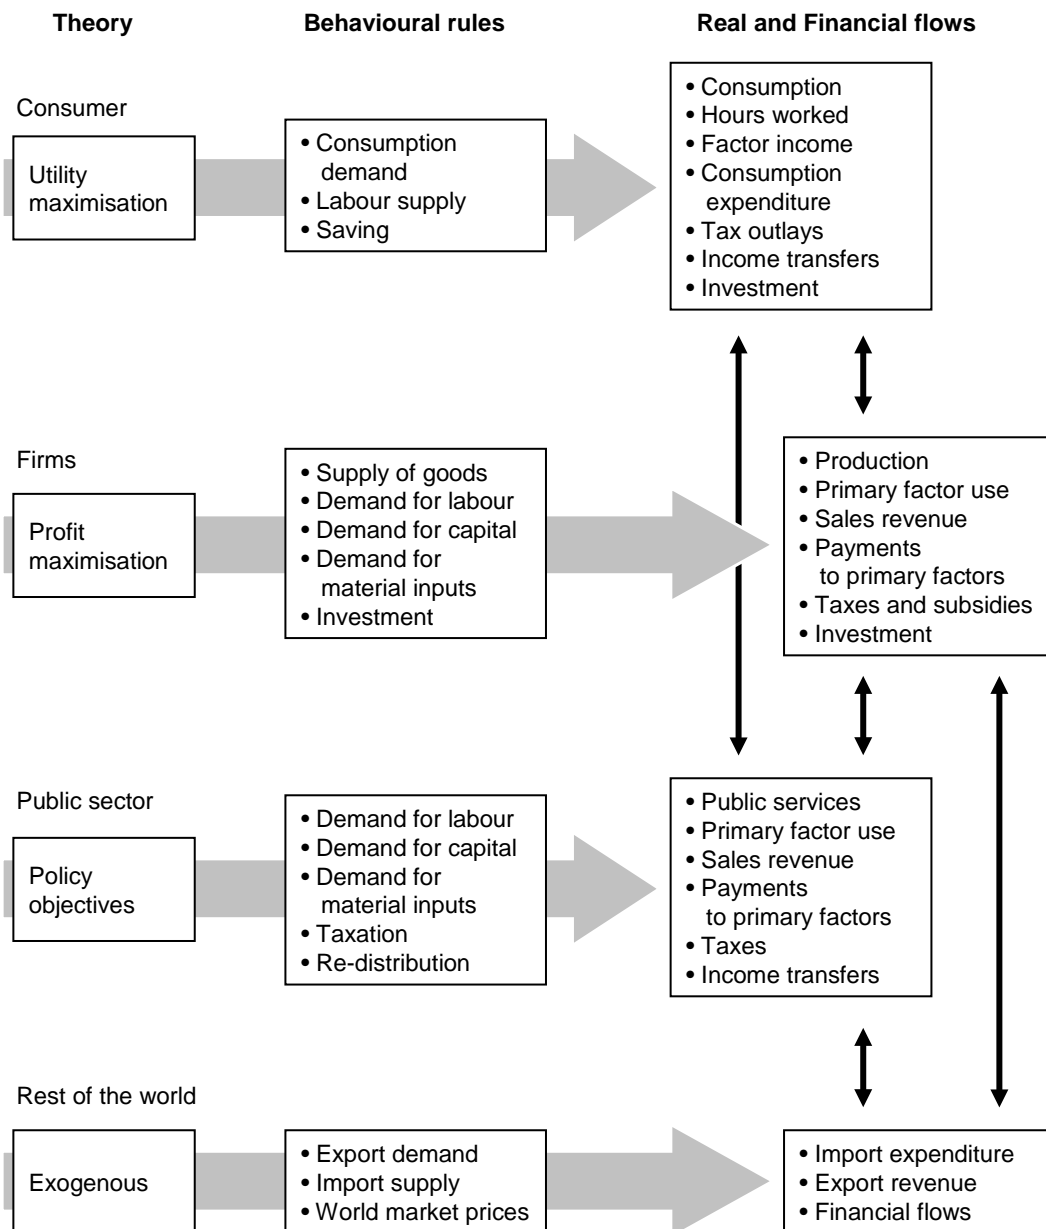 Theory
Behavioural rules
Real and Financial flows
Consumer
Utility
maximisation
• Consumption
demand
• Labour supply
• Saving
• Consumption
• Hours worked
• Factor income
• Consumption
expenditure
• Tax outlays
• Income transfers
• Investment
Firms
Profit
maximisation
• Supply of goods
• Demand for labour
• Demand for capital
• Demand for
material inputs
• Investment
• Production
• Primary factor use
• Sales revenue
• Payments
to primary factors
• Taxes and subsidies
• Investment
Public sector
Policy
objectives
• Demand for labour
• Demand for capital
• Demand for
material inputs
• Taxation
• Re-distribution
• Public services
• Primary factor use
• Sales revenue
• Payments
to primary factors
• Taxes
• Income transfers
Rest of the world
Exogenous
• Export demand
• Import supply
• World market prices
• Import expenditure
• Export revenue
• Financial flows